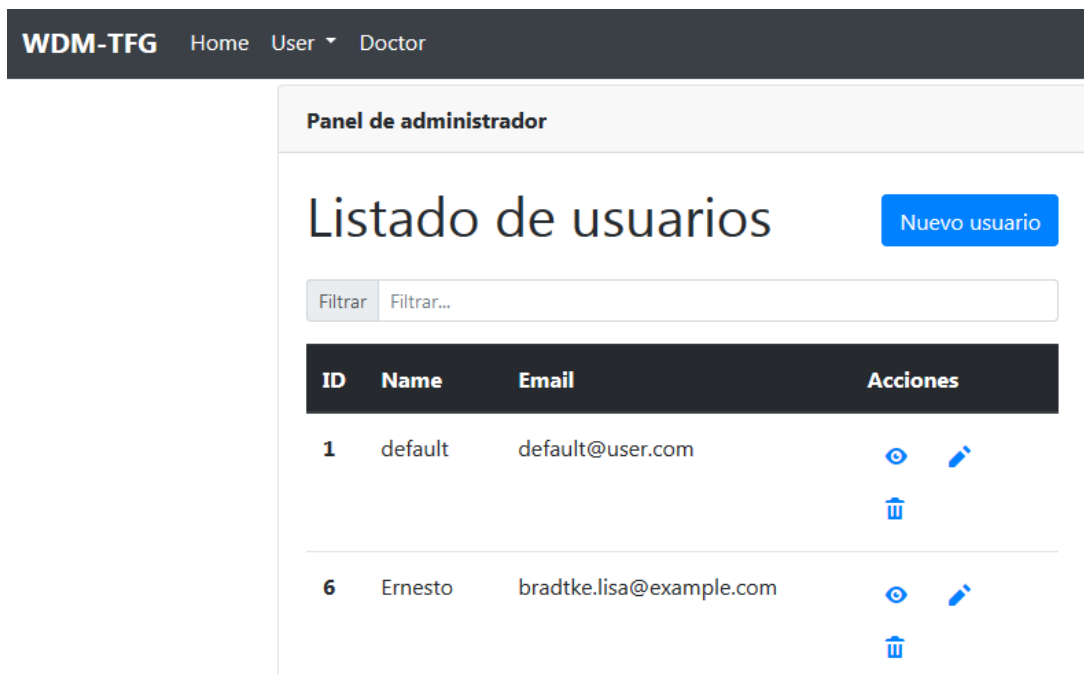 WDM-TFG Home User Doctor
Panel de administrador
Listado de usuarios Nuevo usuario
Filtrar Filtrar...
ID Name Email Acciones
1 default default@user.com
6 Ernesto bradtke.lisa@example.com